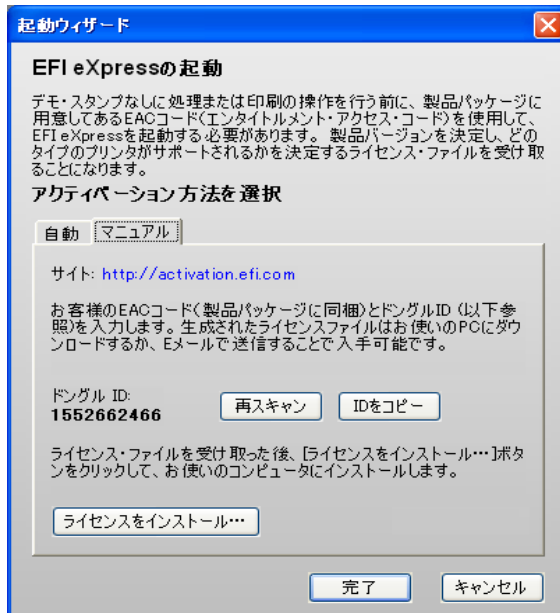 起動ウィザード
EFI eXpressの起動
デモ・スタンプなしに処理または印刷の操作を行う前に、製品パッケージに
用意してあるEACコード(エンタイトルメント・アクセス・コード)を使用して、
EFI eXpressを起動する必要があります。 製品バージョンを決定し、どの
タイプのプリンタがサポートされるかを決定するライセンス・ファイルを受け取
ることになります。
アクティベーション方法を選択
自動 マニュアル
サイト: http://activation.efi.com
お客様のEACコード(製品パッケージに同梱)とドングルID (以下参
照)を入力します。生成されたライセンスファイルはお使いのPCにダウ
ンロードするか、Eメールで送信することで入手可能です。
ドングル ID:
1552662466
再スキャン IDをコピー
ライセンス・ファイルを受け取った後、[ライセンスをインストール…]ボタ
ンをクリックして、お使いのコンピュータにインストールします。
ライセンスをインストール…
完了 キャンセル